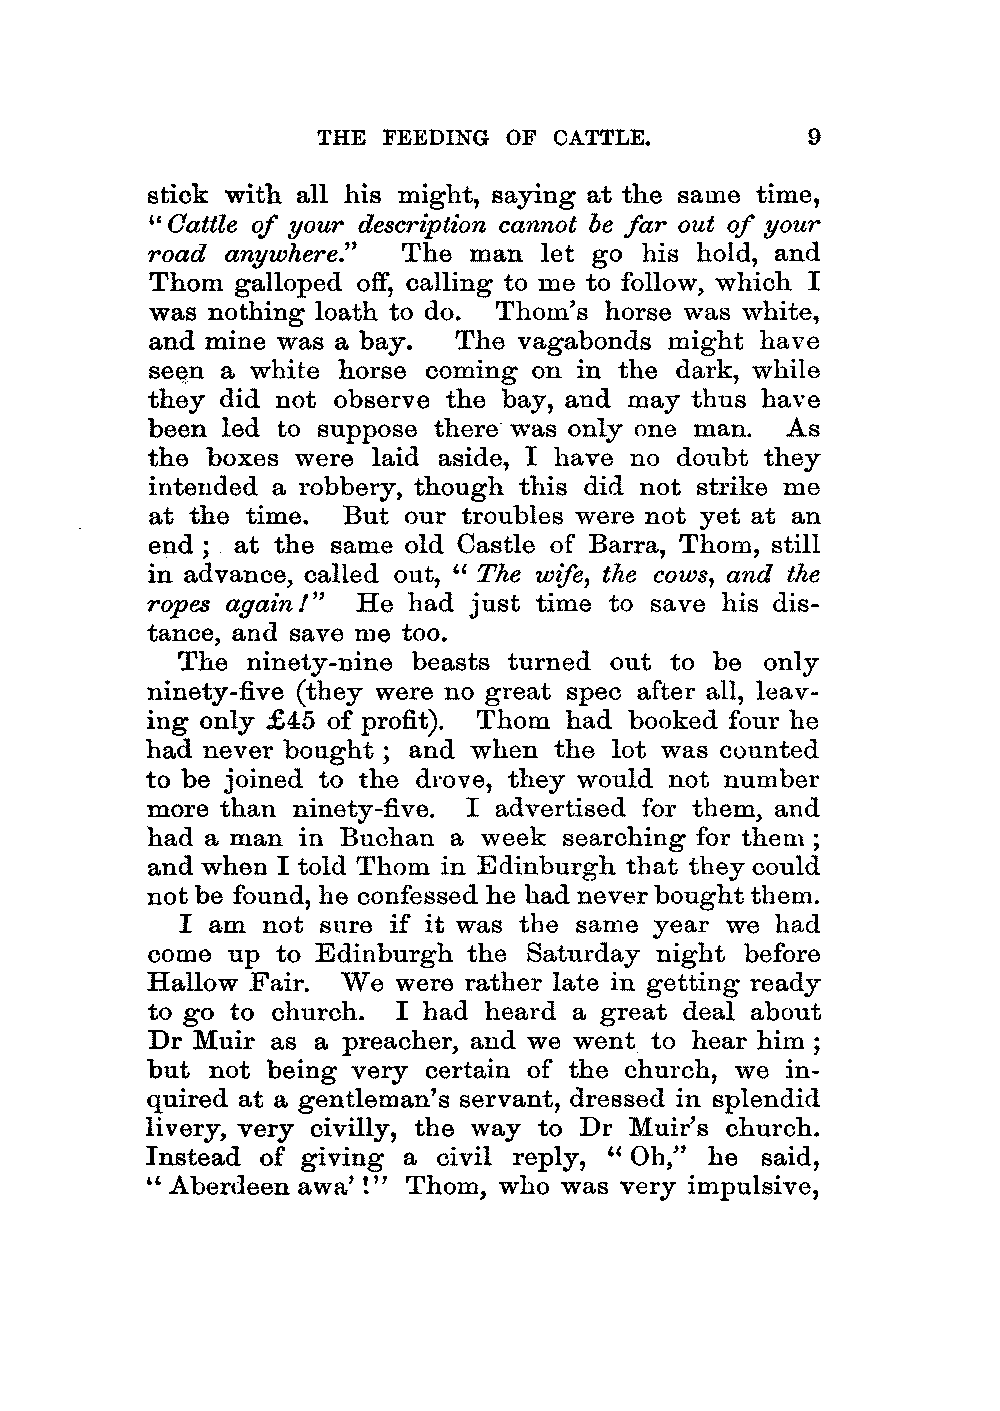 THE FEEDING OF CATTLE. 9
stick with all his might, saying at the same time,
“Cattle of your description cannot be far out of your
road anywhere.” The man let go his hold, and
Thom galloped off, calling to me to follow, which I
was nothing loath to do. Thom’s horse was white,
and mine was a bay. The vagabonds might have
seen a white horse coming on in the dark, while
they did not observe the bay, and may thus have
been led to suppose there was only one man. As
the boxes were laid aside, I have no doubt they
intended a robbery, though this did not strike me
at the time. But our troubles were not yet at an
end ; at the same old Castle of Barra, Thom, still
in advance, called out, “ The wife, the cows, and the
ropes again !” He had just time to save his dis-
tance, and save me too.
The ninety-nine beasts turned out to be only
ninety-five (they were no great spec after all, leav-
ing only £45 of profit). Thom had booked four he
had never bought ; and when the lot was counted
to be joined to the drove, they would not number
more than ninety-five. I advertised for them, and
had a man in Buchan a week searching for them ;
and when I told Thom in Edinburgh that they could
not be found, he confessed he had never bought them.
I am not sure if it was the same year we had
come up to Edinburgh the Saturday night before
Hallow Fair. We were rather late in getting ready
to go to church. I had heard a great deal about
Dr Muir as a preacher, and we went to hear him ;
but not being very certain of the church, we in-
quired at a gentleman’s servant, dressed in splendid
livery, very civilly, the way to Dr Muir’s church.
Instead of giving a civil reply, “ Oh,” he said,
“ Aberdeen awa’ !” Thom, who was very impulsive,